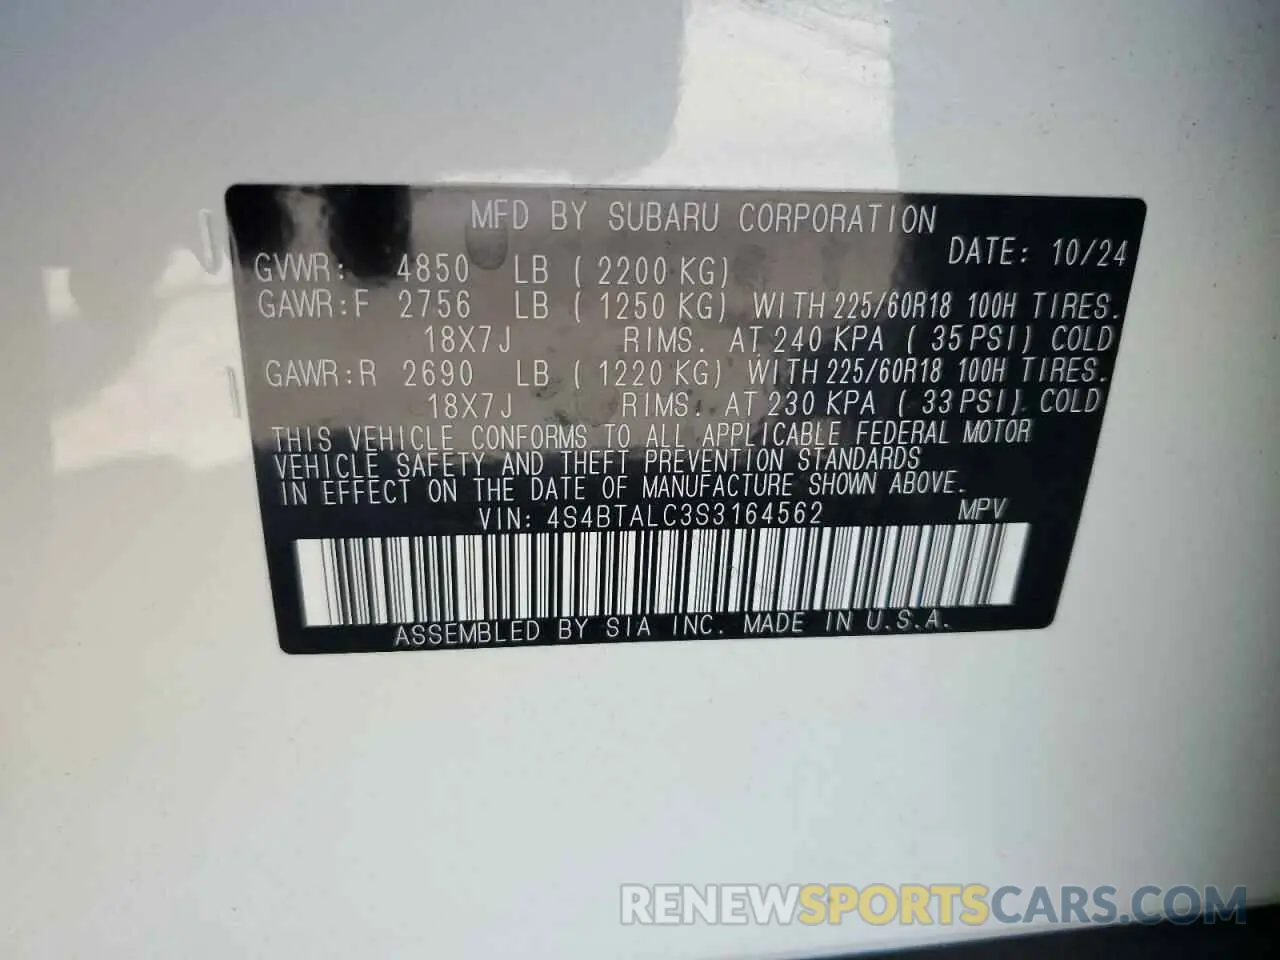 MFD BY SUBARU CORPORATION
DATE: 10/24
GVWR: 4850 LB ( 2200 KG)
GAWR:F 2756 LB ( 1250 KG) WITH 225/60R18 100H TIRES.
18X7J RIMS. AT 240 KPA ( 35 PSI) COLD
GAWR:R 2690 LB ( 1220 KG) WITH 225/60R18 100H TIRES.
18X7J RIMS. AT 230 KPA ( 33 PSI) COLD
THIS VEHICLE CONFORMS TO ALL APPLICABLE FEDERAL MOTOR
VEHICLE SAFETY AND THEFT PREVENTION STANDARDS
IN EFFECT ON THE DATE OF MANUFACTURE SHOWN ABOVE.
VIN: 4S4BTALC3S3164562 MPV
ASSEMBLED BY SIA INC. MADE IN U.S.A.
RENEWSPORTSCARS.COM